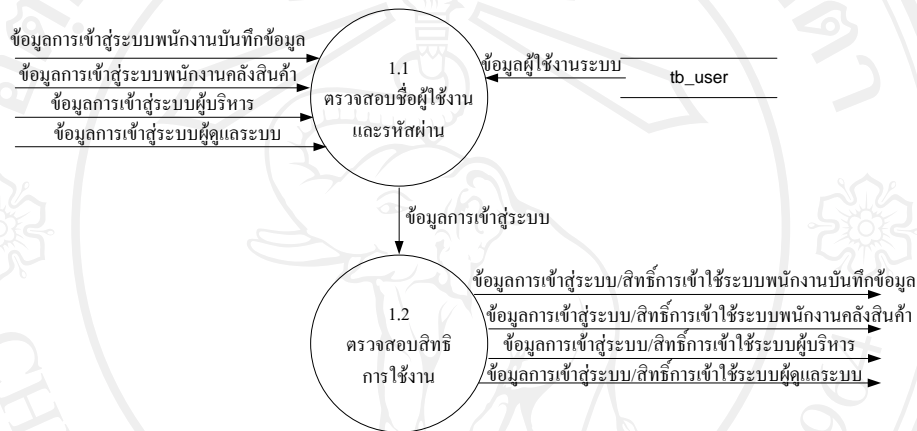 ข้อมูลการเข้าสู่ระบบพนักงานบันทึกข้อมูล
ข้อมูลการเข้าสู่ระบบพนักงานคลังสินค้า
ข้อมูลการเข้าสู่ระบบผู้บริหาร
ข้อมูลการเข้าสู่ระบบผู้ดูแลระบบ
1.1
ตรวจสอบชื่อผู้ใช้งาน
และรหัสผ่าน
ข้อมูลผู้ใช้งานระบบ
tb_user
ข้อมูลการเข้าสู่ระบบ
1.2
ตรวจสอบสิทธิ
การใช้งาน
ข้อมูลการเข้าสู่ระบบ/สิทธิ์การเข้าใช้ระบบพนักงานบันทึกข้อมูล
ข้อมูลการเข้าสู่ระบบ/สิทธิ์การเข้าใช้ระบบพนักงานคลังสินค้า
ข้อมูลการเข้าสู่ระบบ/สิทธิ์การเข้าใช้ระบบผู้บริหาร
ข้อมูลการเข้าสู่ระบบ/สิทธิ์การเข้าใช้ระบบผู้ดูแลระบบ